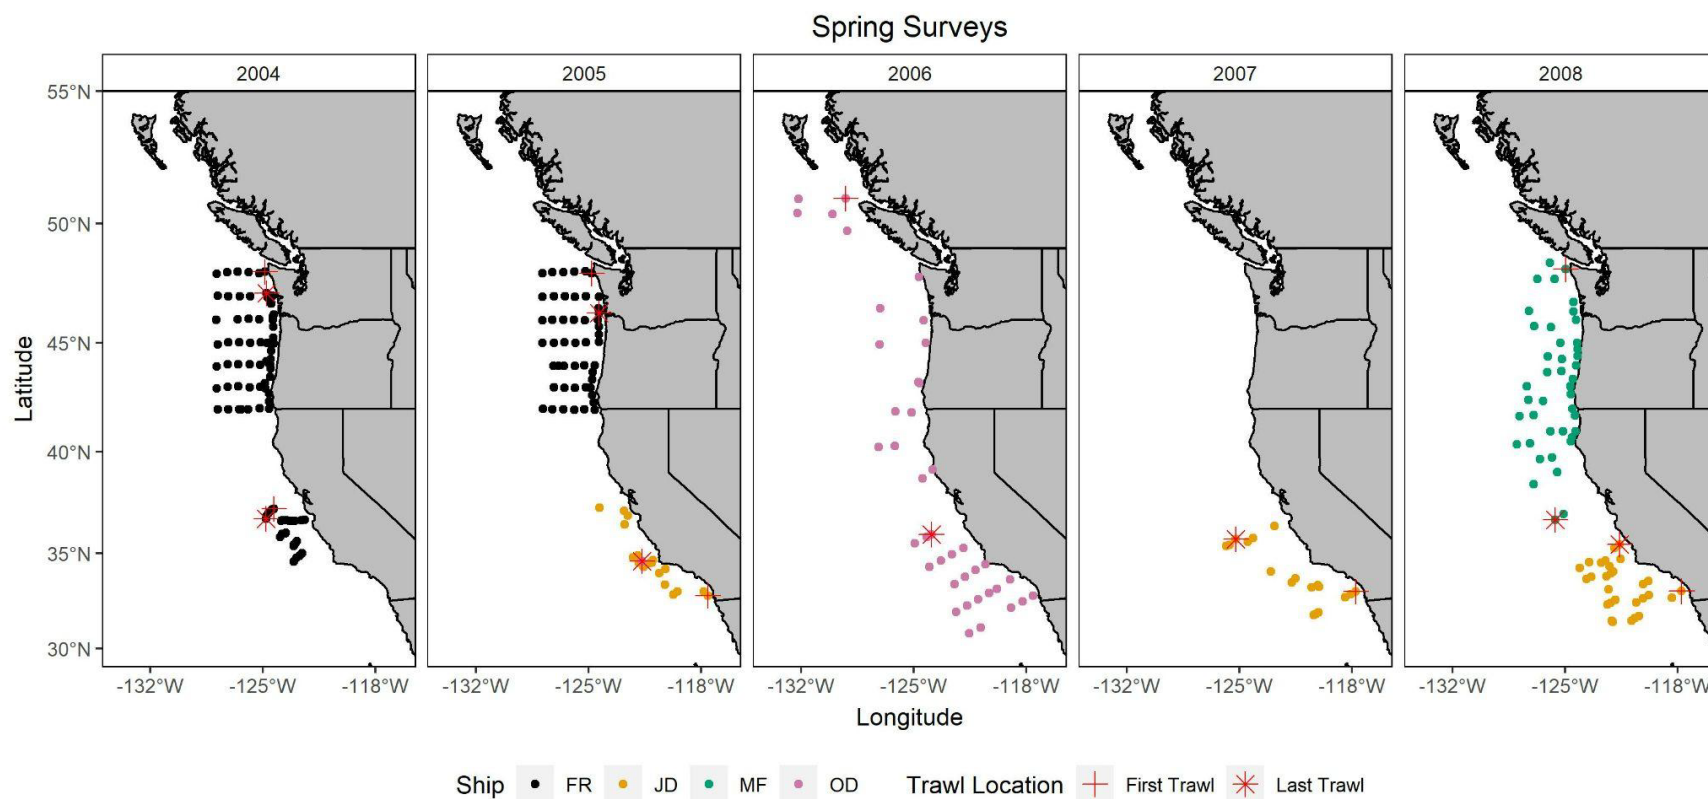 Spring Surveys
2004 2005 2006 2007 2008
55°N
50°N
45°N
40°N
35°N
30°N
Latitude
-132°W -125°W -118°W -132°W -125°W -118°W -132°W -125°W -118°W -132°W -125°W -118°W -132°W -125°W -118°W
Longitude
Ship FR JD MF OD Trawl Location First Trawl Last Trawl